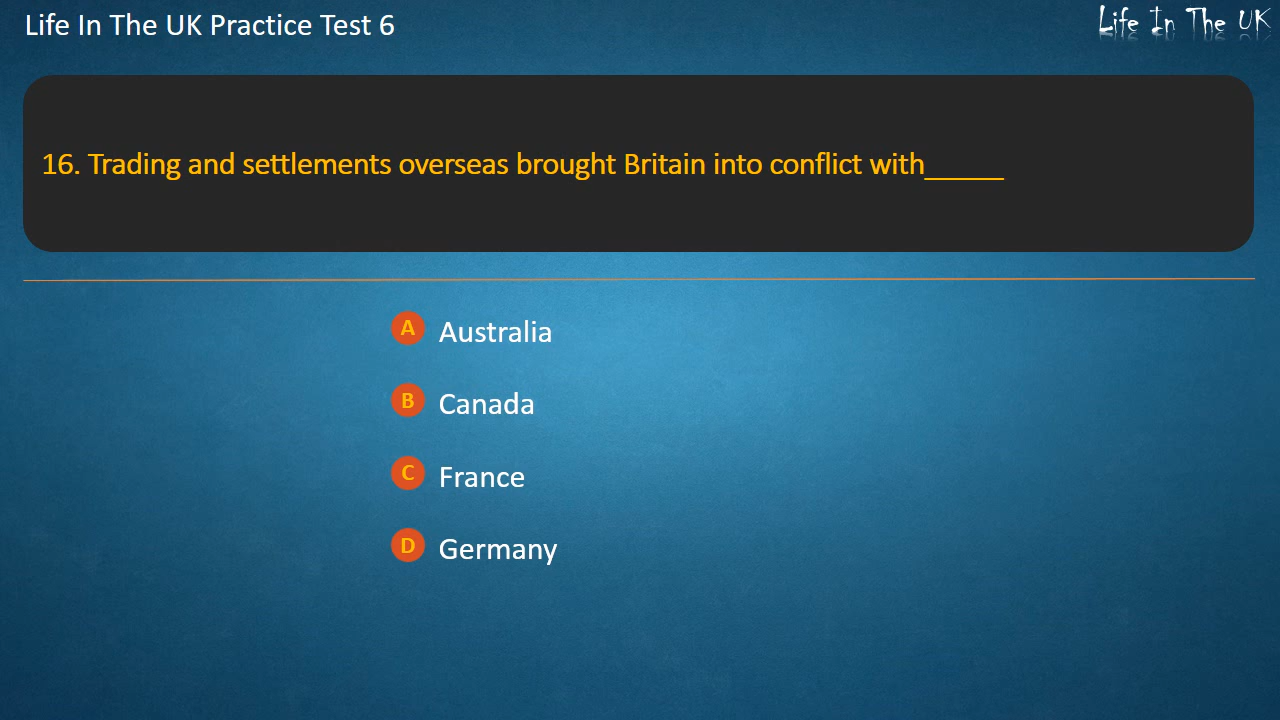 Life In The UK Practice Test 6
Life In The UK
16. Trading and settlements overseas brought Britain into conflict with_____
A Australia
B Canada
C France
D Germany